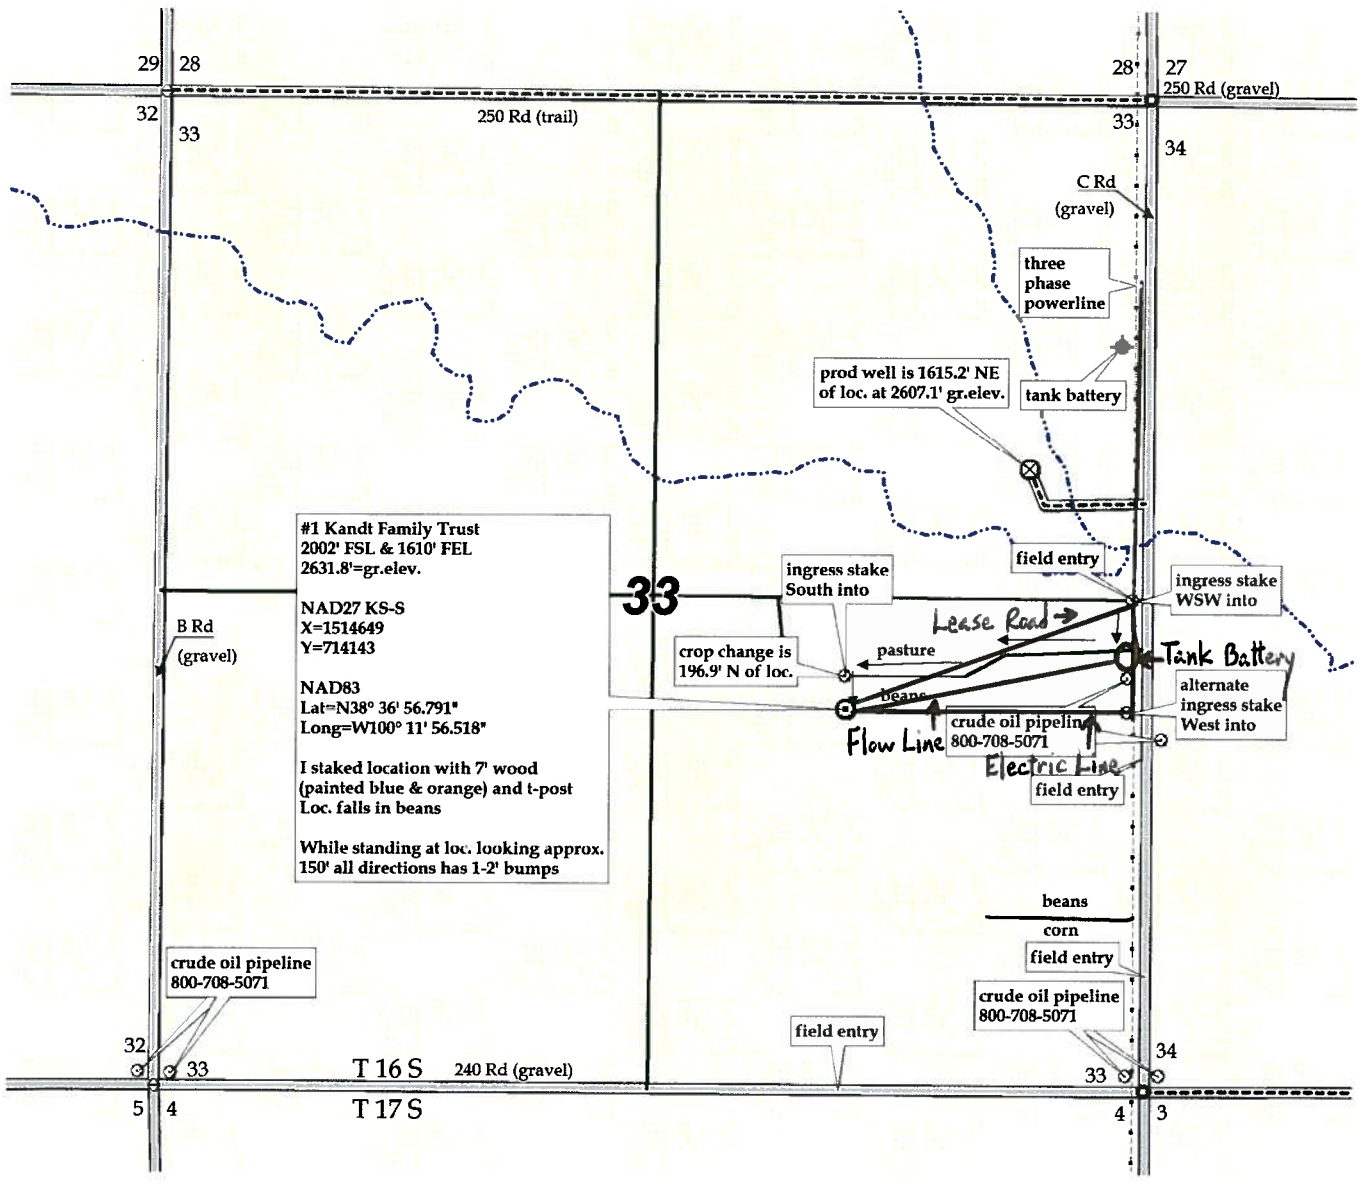 29 28
28 27
250 Rd (gravel)
32
33
250 Rd (trail)
33
34
C Rd
(gravel)
three
phase
powerline
prod well is 1615.2' NE
of loc. at 2607.1' gr.elev.
tank battery
#1 Kandt Family Trust
2002' FSL & 1610' FEL
2631.8'=gr.elev.
NAD27 KS-S
X=1514649
Y=714143
NAD83
Lat=N38° 36' 56.791"
Long=W100° 11' 56.518"
I staked location with 7' wood
(painted blue & orange) and t-post
Loc. falls in beans
While standing at loc. looking approx.
150' all directions has 1-2' bumps
33
field entry
ingress stake
South into
ingress stake
WSW into
Lease Road
B Rd
(gravel)
crop change is
196.9' N of loc.
pasture
Tank Battery
beans
alternate
ingress stake
West into
crude oil pipeline
800-708-5071
Flow Line
Electric Line
field entry
beans
corn
field entry
crude oil pipeline
800-708-5071
crude oil pipeline
800-708-5071
field entry
32
33
T 16 S
240 Rd (gravel)
34
33
5 4
T 17 S
4 3